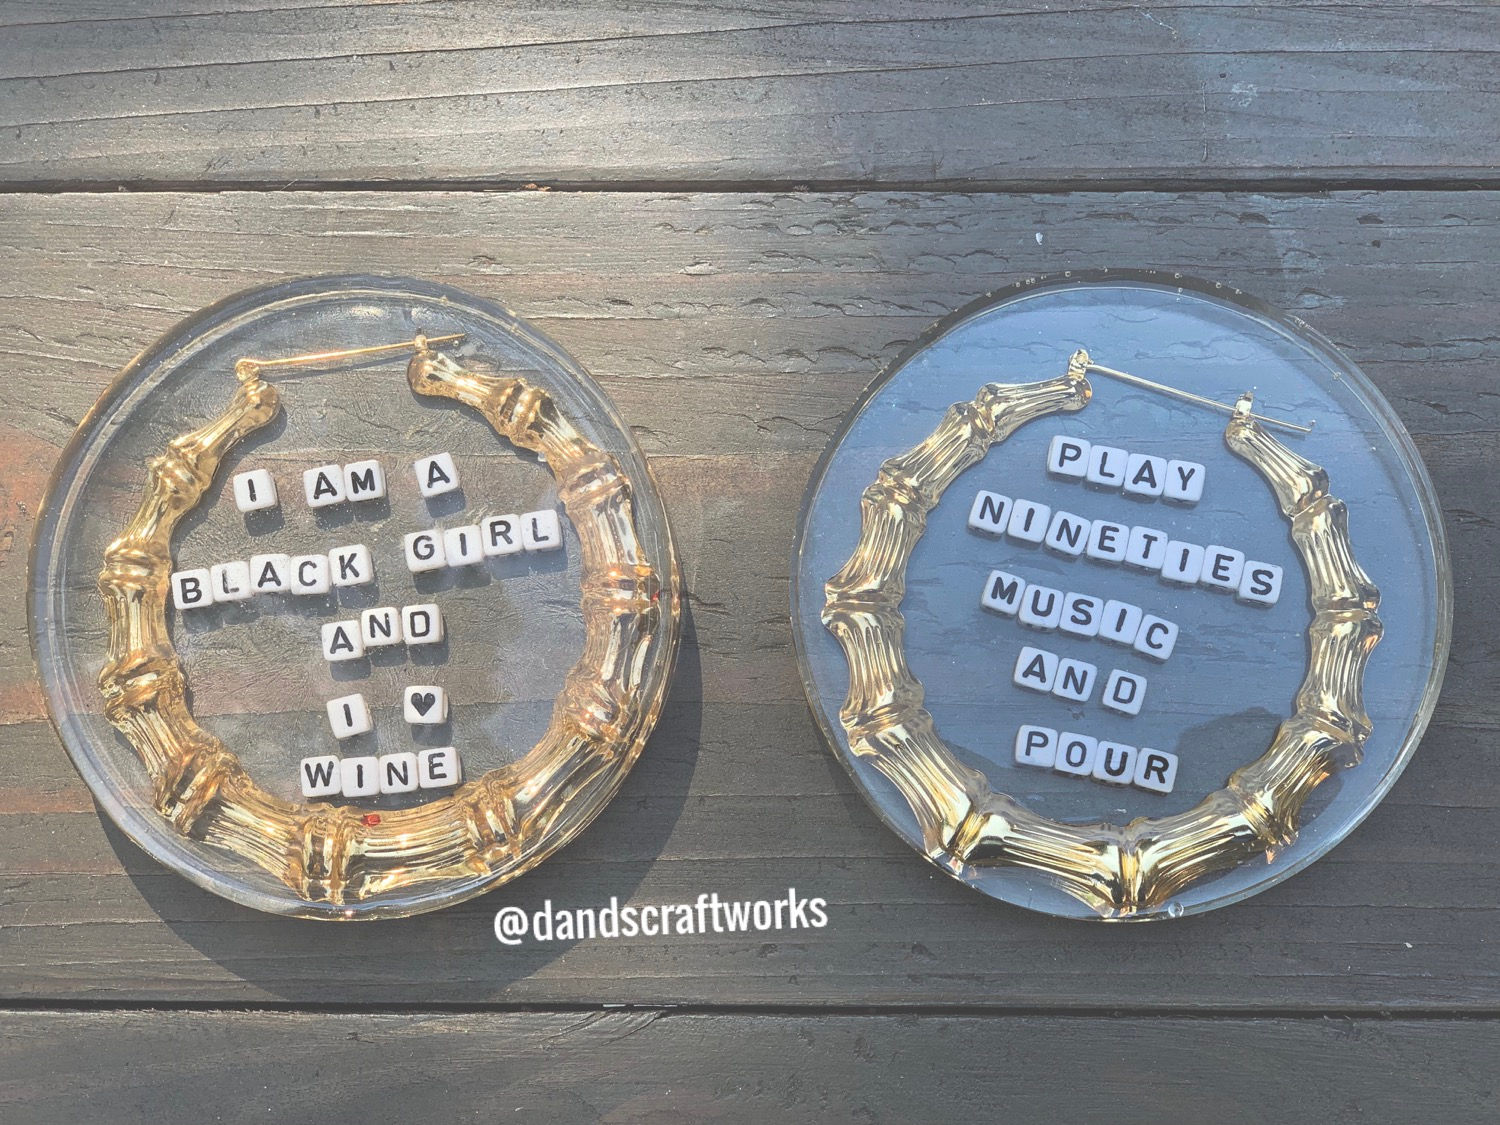 I AM A
BLACK GIRL
AND
I ♥
WINE
PLAY
NINETIES
MUSIC
AND
POUR
@dandscraftworks